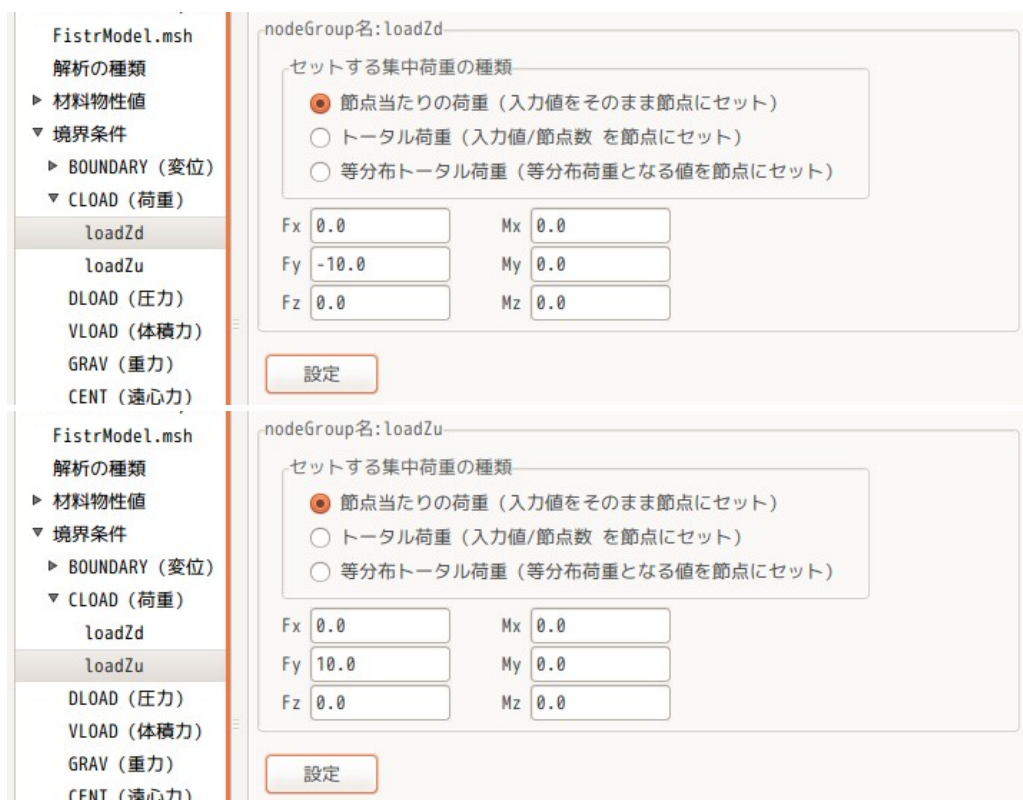 FistrModel.msh
解析の種類
材料物性値
境界条件
BOUNDARY (変位)
CLOAD (荷重)
loadZd
loadZu
DLOAD (圧力)
VLOAD (体積力)
GRAV (重力)
CENT (遠心力)
nodeGroup名:loadZd
セットする集中荷重の種類
節点当たりの荷重 (入力値をそのまま節点にセット)
トータル荷重 (入力値/節点数 を節点にセット)
等分布トータル荷重 (等分布荷重となる値を節点にセット)
Fx 0.0 Mx 0.0
Fy -10.0 My 0.0
Fz 0.0 Mz 0.0
設定
FistrModel.msh
解析の種類
材料物性値
境界条件
BOUNDARY (変位)
CLOAD (荷重)
loadZd
loadZu
DLOAD (圧力)
VLOAD (体積力)
GRAV (重力)
CENT (遠心力)
nodeGroup名:loadZu
セットする集中荷重の種類
節点当たりの荷重 (入力値をそのまま節点にセット)
トータル荷重 (入力値/節点数 を節点にセット)
等分布トータル荷重 (等分布荷重となる値を節点にセット)
Fx 0.0 Mx 0.0
Fy 10.0 My 0.0
Fz 0.0 Mz 0.0
設定